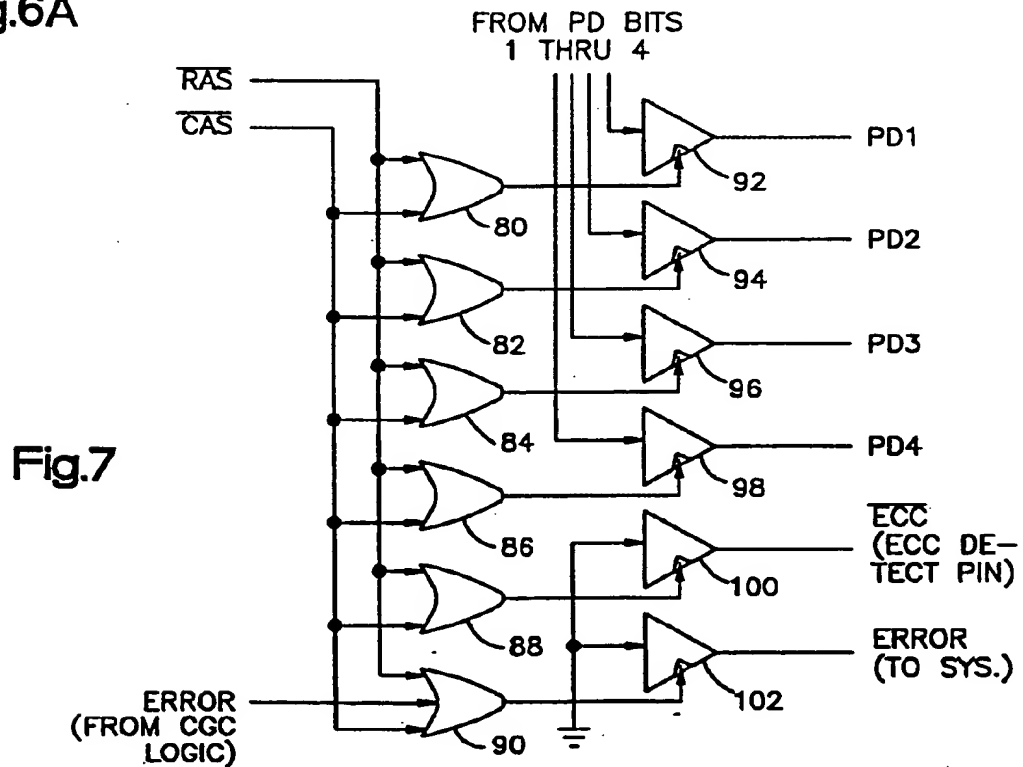 g.6A
FROM PD BITS
1 THRU 4
RAS
CAS
PD1
92
80
PD2
94
82
PD3
96
84
PD4
98
Fig.7
86
ECC
(ECC DE-
TECT PIN)
100
88
ERROR
(TO SYS.)
102
ERROR
(FROM CGC
LOGIC)
90